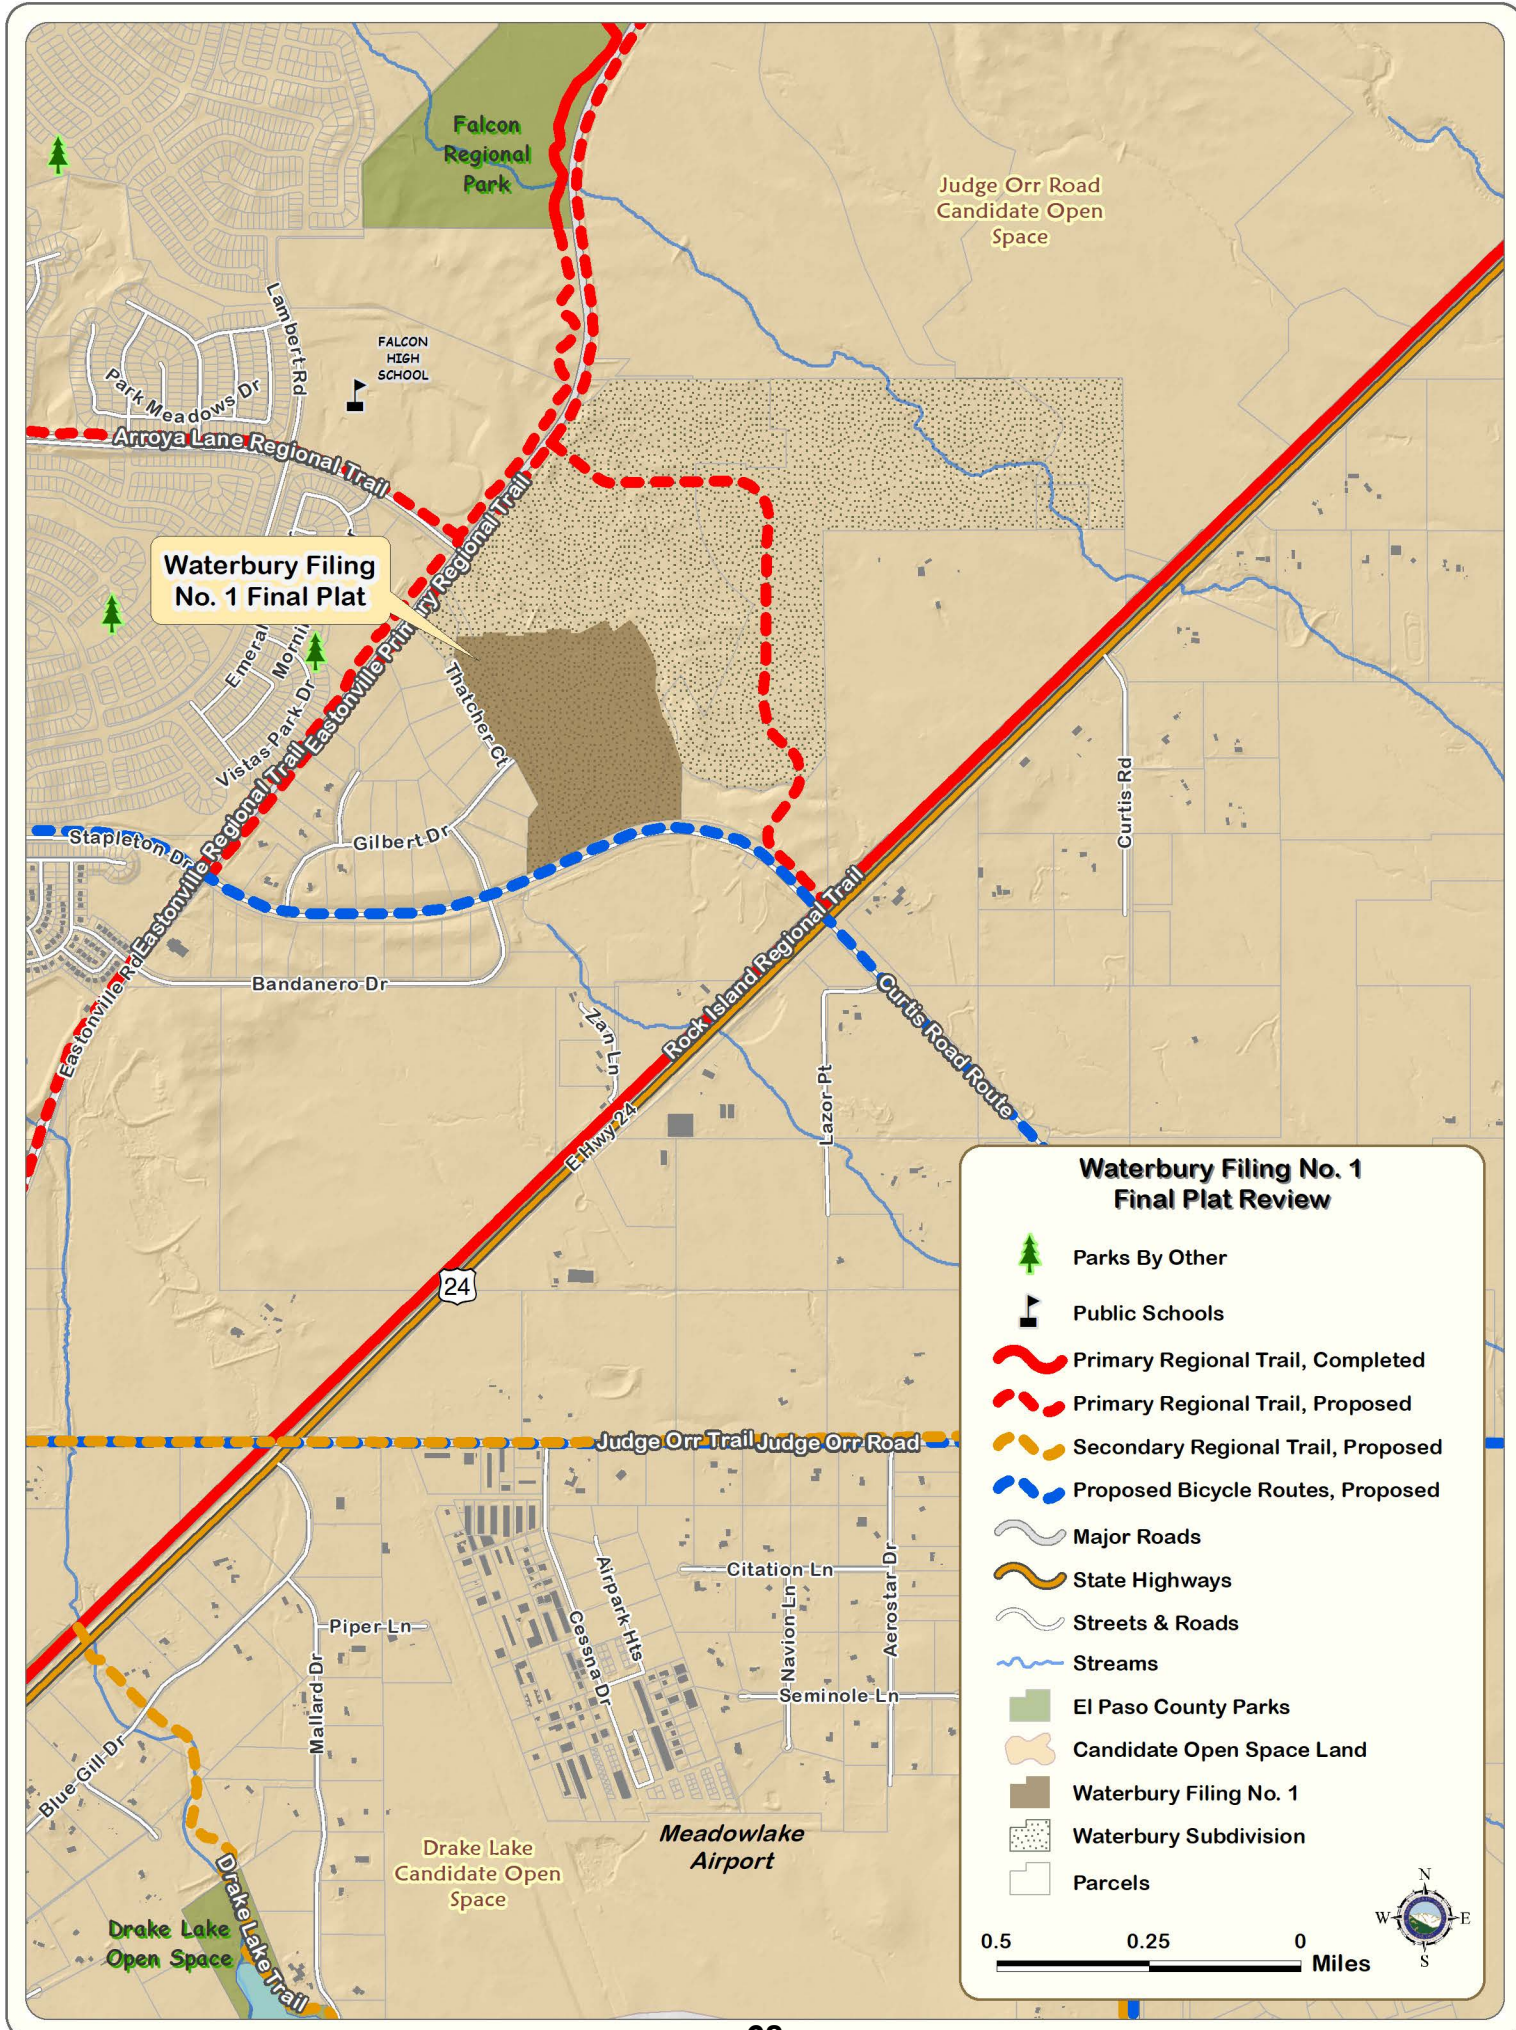 Falcon
Regional
Park
Judge Orr Road
Candidate Open
Space
Lambert Rd
FALCON
HIGH
SCHOOL
Park Meadows Dr
Arroya Lane Regional Trail
Waterbury Filing
No. 1 Final Plat
Eastonville Primary Regional Trail
Vistas Park Dr
Thatcher Ct
Eastonville Regional Trail
Stapleton Dr
Gilbert Dr
Curtis Rd
Eastonville Rd
Bandanero Dr
Rock Island Regional Trail
Zan Ln
Curtis Road Route
Lazor Pt
E Hwy 24
24
Judge Orr Trail
Judge Orr Road
Citation Ln
Airpark Hts
Navion Ln
Aerostar Dr
Piper Ln
Cessna Dr
Mallard Dr
Seminole Ln
Blue Gill Dr
Meadowlake
Airport
Drake Lake
Candidate Open
Space
Drake Lake Trail
Drake Lake
Open Space
Waterbury Filing No. 1
Final Plat Review
Parks By Other
Public Schools
Primary Regional Trail, Completed
Primary Regional Trail, Proposed
Secondary Regional Trail, Proposed
Proposed Bicycle Routes, Proposed
Major Roads
State Highways
Streets & Roads
Streams
El Paso County Parks
Candidate Open Space Land
Waterbury Filing No. 1
Waterbury Subdivision
Parcels
N
W E
S
0.5 0.25 0 Miles